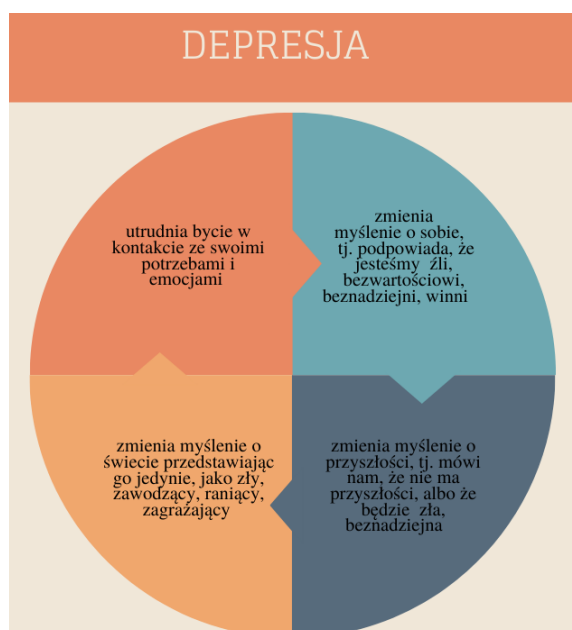 DEPRESJA
utrudnia bycie w
kontakcie ze swoimi
potrzebami i
emocjami
zmienia
myślenie o sobie,
tj. podpowiada, że
jesteśmy źli,
bezwartościowi,
beznadziejni, winni
zmienia myślenie o
przyszłości, tj. mówi
nam, że nie ma
przyszłości, albo że
będzie zła,
beznadziejna
zmienia myślenie o
świecie przedstawiając
go jedynie, jako zły,
zawodzący, raniący,
zagrażający